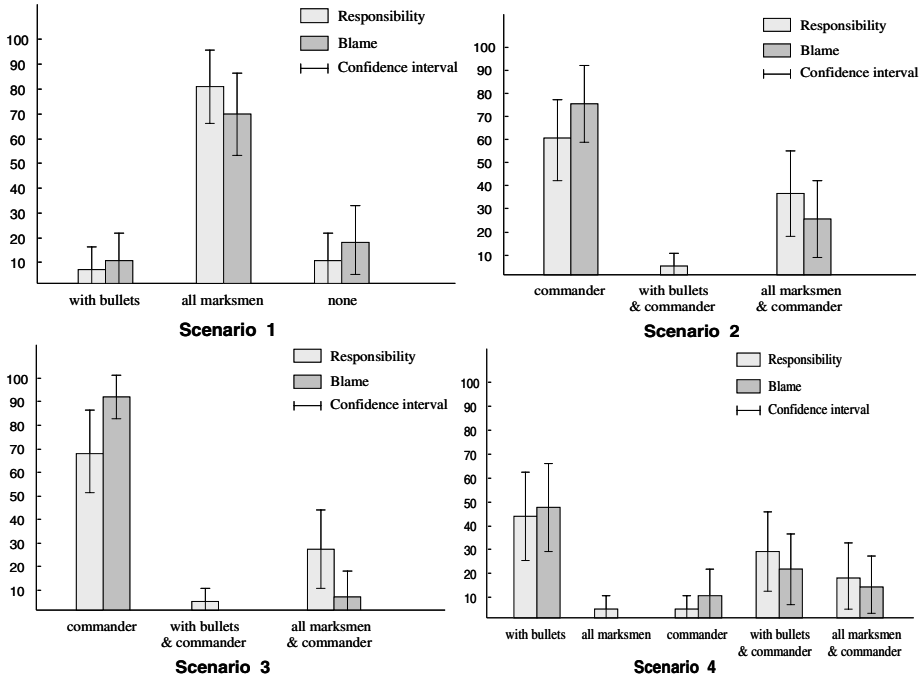 Responsibility
Blame
Confidence interval
100
90
80
70
60
50
40
30
20
10
with bullets all marksmen none
Scenario 1
Responsibility
Blame
Confidence interval
100
90
80
70
60
50
40
30
20
10
commander with bullets all marksmen
& commander & commander
Scenario 2
Responsibility
Blame
Confidence interval
100
90
80
70
60
50
40
30
20
10
commander with bullets all marksmen
& commander & commander
Scenario 3
Responsibility
Blame
Confidence interval
100
90
80
70
60
50
40
30
20
10
with bullets all marksmen commander with bullets all marksmen
& commander & commander
Scenario 4